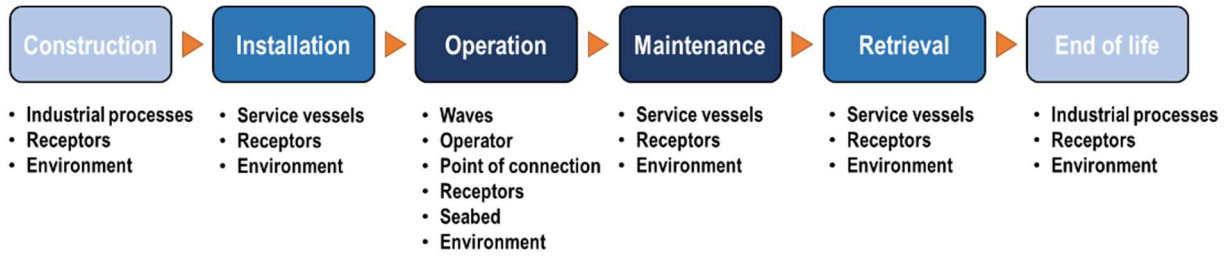 Construction
Installation
Operation
Maintenance
Retrieval
End of life
• Industrial processes
• Receptors
• Environment
• Service vessels
• Receptors
• Environment
• Waves
• Operator
• Point of connection
• Receptors
• Seabed
• Environment
• Service vessels
• Receptors
• Environment
• Service vessels
• Receptors
• Environment
• Industrial processes
• Receptors
• Environment